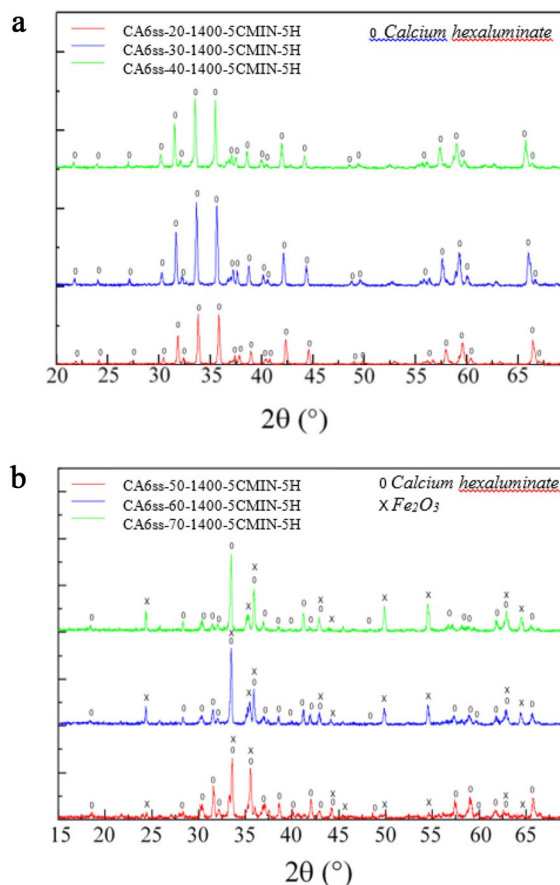 a
CA6ss-20-1400-5CMIN-5H
CA6ss-30-1400-5CMIN-5H
CA6ss-40-1400-5CMIN-5H
0 Calcium hexaluminate
20 25 30 35 40 45 50 55 60 65
2θ (°)
b
CA6ss-50-1400-5CMIN-5H
CA6ss-60-1400-5CMIN-5H
CA6ss-70-1400-5CMIN-5H
0 Calcium hexaluminate
X Fe2O3
15 20 25 30 35 40 45 50 55 60 65
2θ (°)